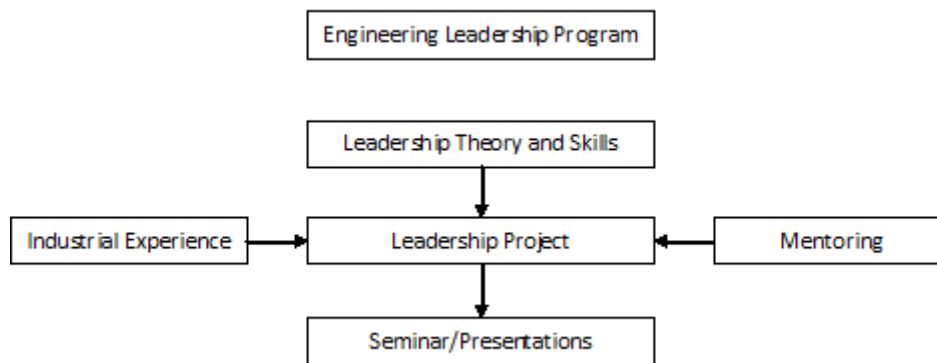 Engineering Leadership Program
Leadership Theory and Skills
Industrial Experience
Leadership Project
Mentoring
Seminar/Presentations